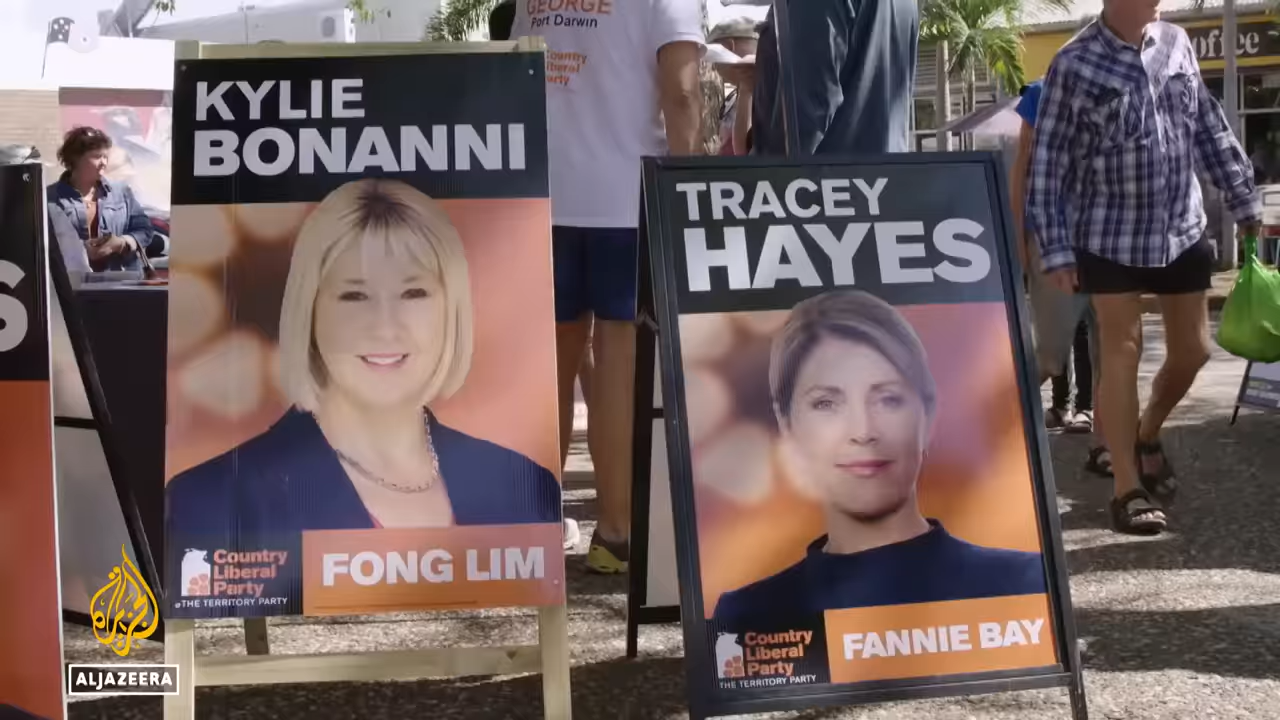 GEORGE
Port Darwin
Country
Liberal
Party
KYLIE
BONANNI
Country
Liberal
Party
THE TERRITORY PARTY
FONG LIM
TRACEY
HAYES
Country
Liberal
Party
THE TERRITORY PARTY
FANNIE BAY
S
ALJAZEERA